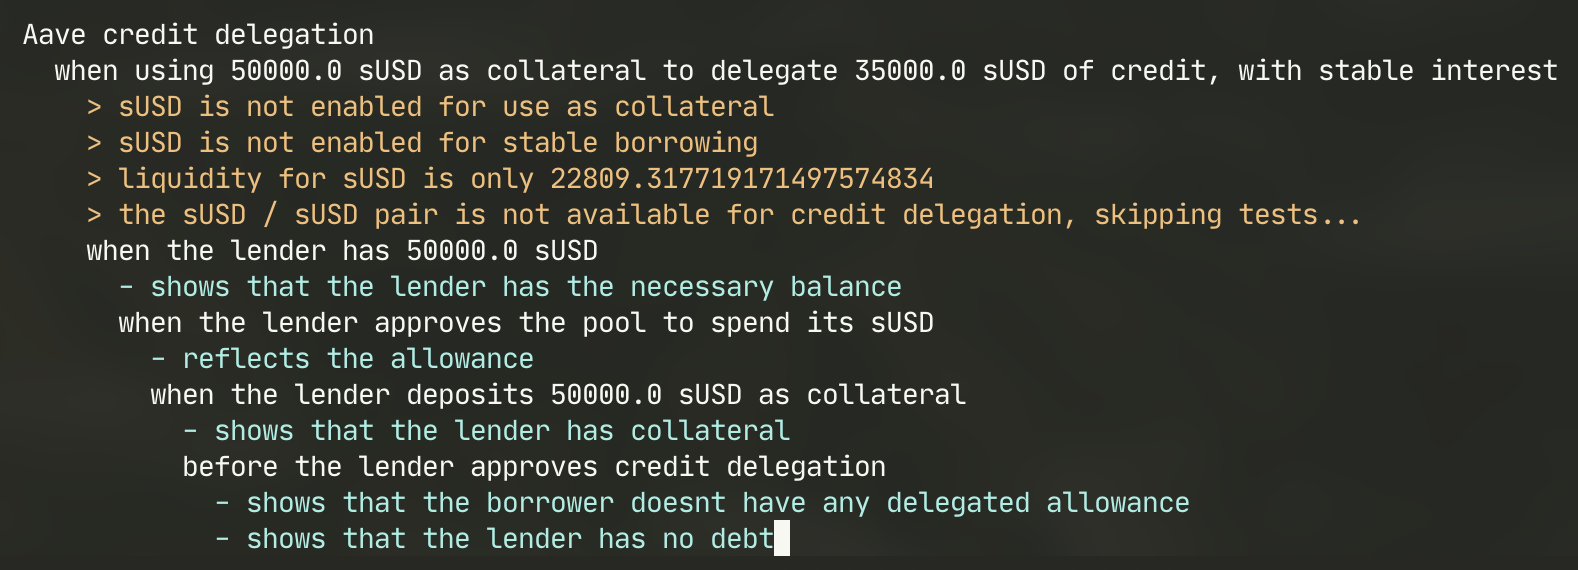 Aave credit delegation
when using 50000.0 sUSD as collateral to delegate 35000.0 sUSD of credit, with stable interest
> sUSD is not enabled for use as collateral
> sUSD is not enabled for stable borrowing
> liquidity for sUSD is only 22809.317719171497574834
> the sUSD / sUSD pair is not available for credit delegation, skipping tests...
when the lender has 50000.0 sUSD
- shows that the lender has the necessary balance
when the lender approves the pool to spend its sUSD
- reflects the allowance
when the lender deposits 50000.0 sUSD as collateral
- shows that the lender has collateral
before the lender approves credit delegation
- shows that the borrower doesnt have any delegated allowance
- shows that the lender has no debt